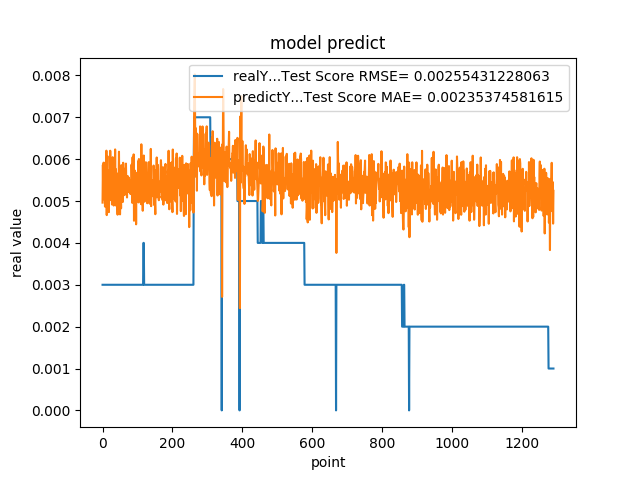 model predict
realY...Test Score RMSE= 0.00255431228063
predictY...Test Score MAE= 0.00235374581615
0.008
0.007
0.006
0.005
0.004
0.003
0.002
0.001
0.000
real value
0 200 400 600 800 1000 1200
point